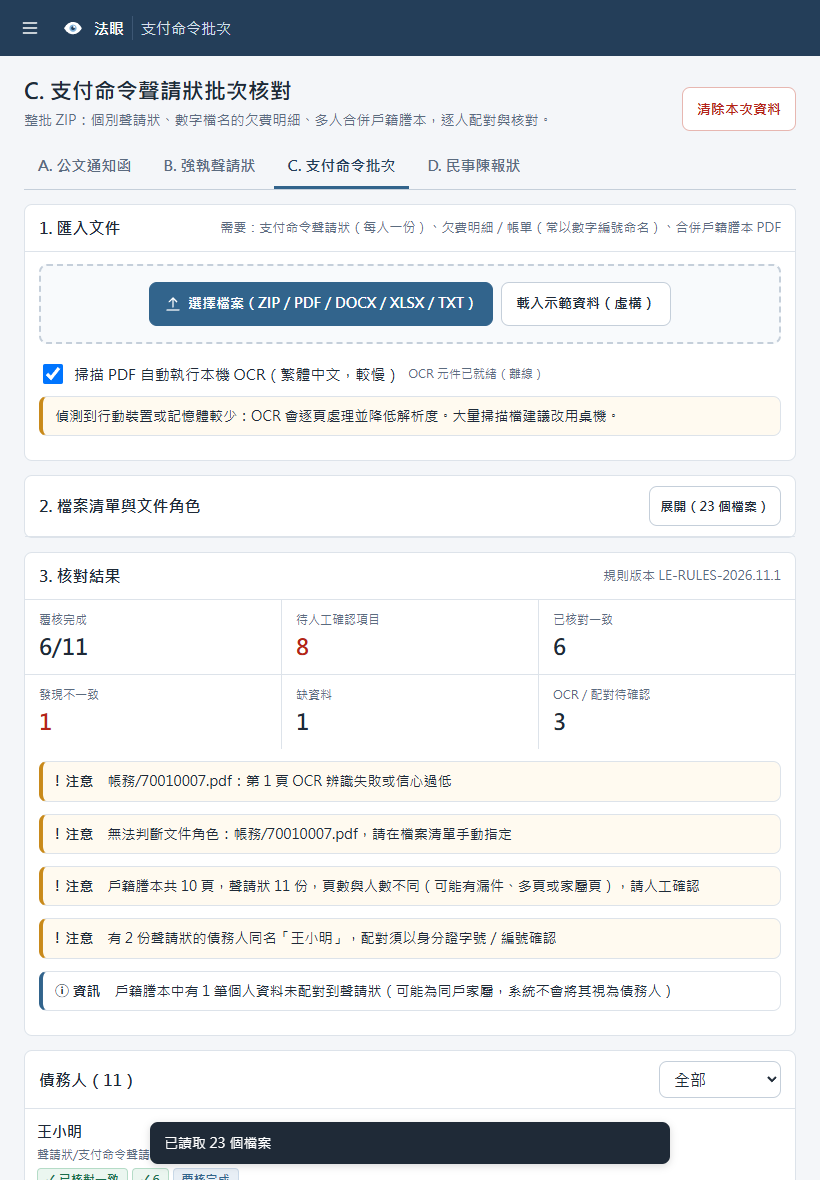 法眼 支付命令批次
C. 支付命令聲請狀批次核對
整批 ZIP：個別聲請狀、數字檔名的欠費明細、多人合併戶籍謄本，逐人配對與核對。
清除本次資料
A. 公文通知函 B. 強執聲請狀 C. 支付命令批次 D. 民事陳報狀
1. 匯入文件 需要：支付命令聲請狀（每人一份）、欠費明細 / 帳單（常以數字編號命名）、合併戶籍謄本 PDF
選擇檔案（ZIP / PDF / DOCX / XLSX / TXT） 載入示範資料（虛構）
掃描 PDF 自動執行本機 OCR（繁體中文，較慢） OCR 元件已就緒（離線）
偵測到行動裝置或記憶體較少：OCR 會逐頁處理並降低解析度。大量掃描檔建議改用桌機。
2. 檔案清單與文件角色 展開（23 個檔案）
3. 核對結果 規則版本 LE-RULES-2026.11.1
覆核完成 待人工確認項目 已核對一致
6/11 8 6
發現不一致 缺資料 OCR / 配對待確認
1 1 3
! 注意 帳務/70010007.pdf：第 1 頁 OCR 辨識失敗或信心過低
! 注意 無法判斷文件角色：帳務/70010007.pdf，請在檔案清單手動指定
! 注意 戶籍謄本共 10 頁，聲請狀 11 份，頁數與人數不同（可能有漏件、多頁或家屬頁），請人工確認
! 注意 有 2 份聲請狀的債務人同名「王小明」，配對須以身分證字號 / 編號確認
ⓘ 資訊 戶籍謄本中有 1 筆個人資料未配對到聲請狀（可能為同戶家屬，系統不會將其視為債務人）
債務人（11） 全部
王小明
聲請狀/支付命令聲請
已讀取 23 個檔案
✓ 已核對一致 ✓ 6 覆核完成